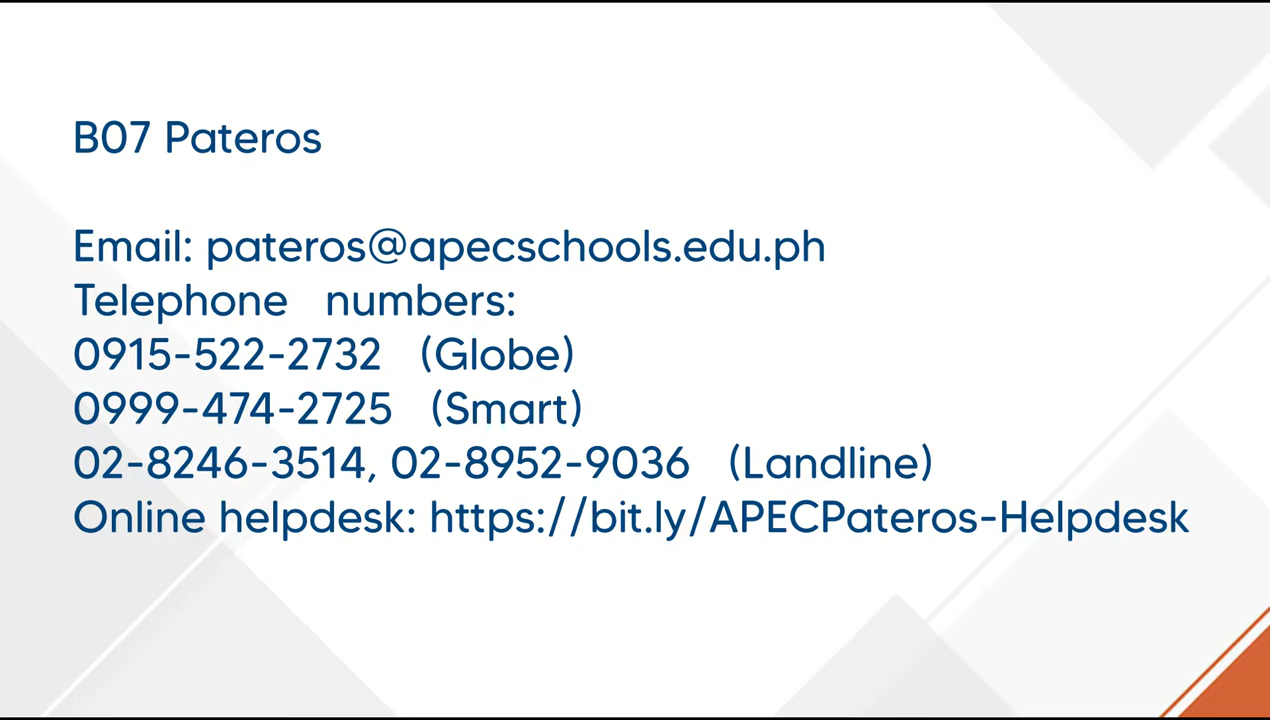 B07 Pateros
Email: pateros@apecschools.edu.ph
Telephone numbers:
0915-522-2732 (Globe)
0999-474-2725 (Smart)
02-8246-3514, 02-8952-9036 (Landline)
Online helpdesk: https://bit.ly/APECPateros-Helpdesk